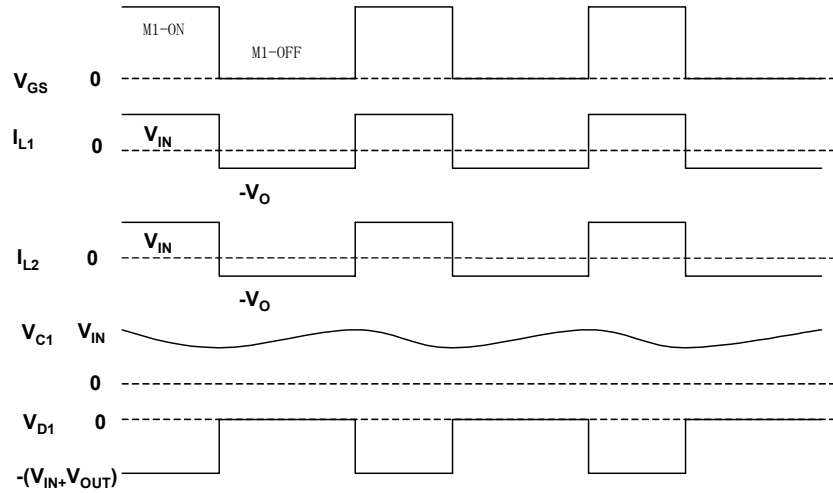 M1-ON
M1-OFF
VGS 0
IL1 0 VIN
-VO
IL2 0 VIN
-VO
VC1 VIN
0
VD1 0
-(VIN+VOUT)